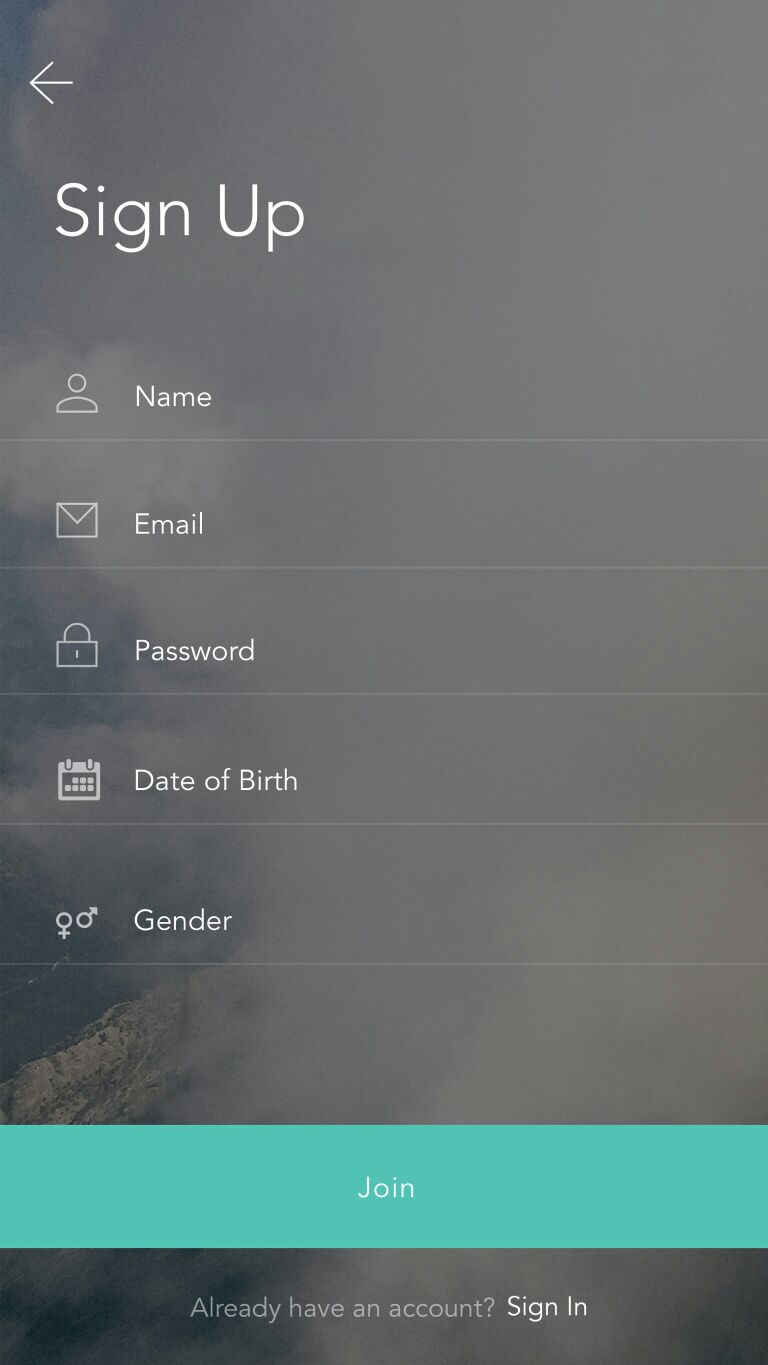 Sign Up
Name
Email
Password
Date of Birth
Gender
Join
Already have an account? Sign In